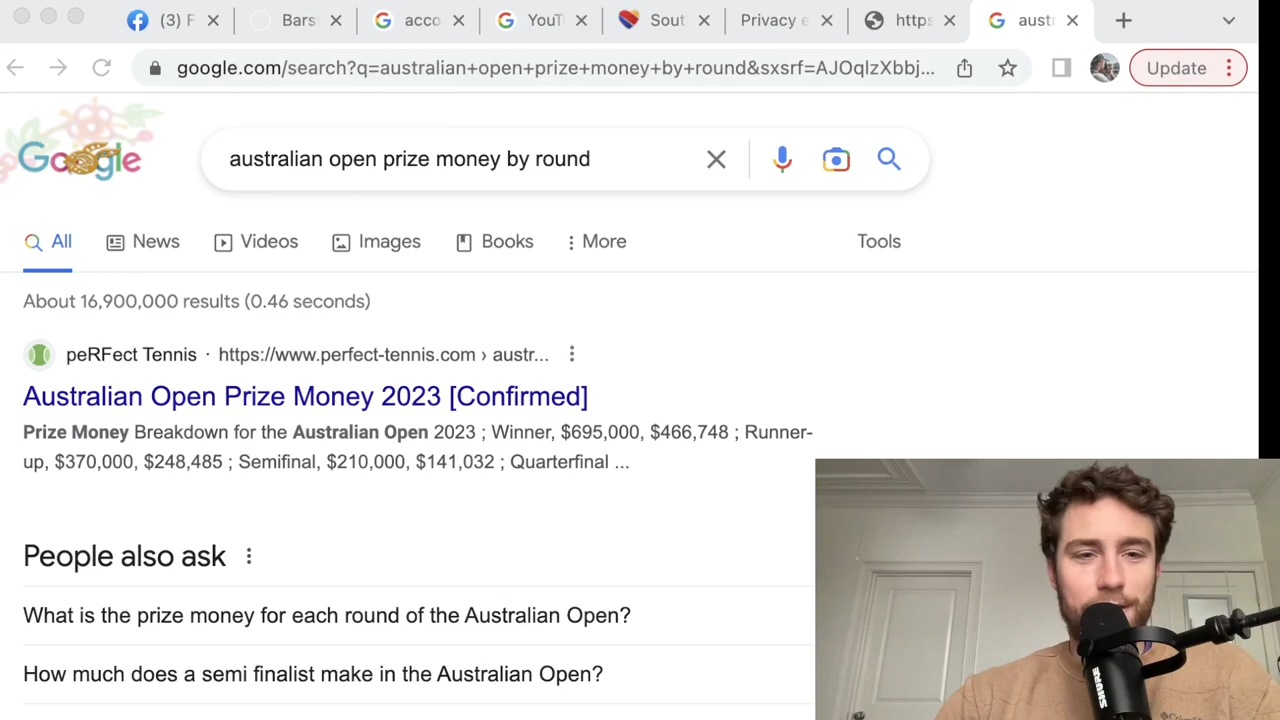 (3) F
Bars
acco
YouT
Sout
Privacy e
https
austr
google.com/search?q=australian+open+prize+money+by+round&sxsrf=AJOqlzXbbj...
Update
Google
australian open prize money by round
All
News
Videos
Images
Books
More
Tools
About 16,900,000 results (0.46 seconds)
peRFect Tennis · https://www.perfect-tennis.com › austr...
Australian Open Prize Money 2023 [Confirmed]
Prize Money Breakdown for the Australian Open 2023 ; Winner, $695,000, $466,748 ; Runner-
up, $370,000, $248,485 ; Semifinal, $210,000, $141,032 ; Quarterfinal ...
People also ask
What is the prize money for each round of the Australian Open?
How much does a semi finalist make in the Australian Open?
SHURE
Columbia